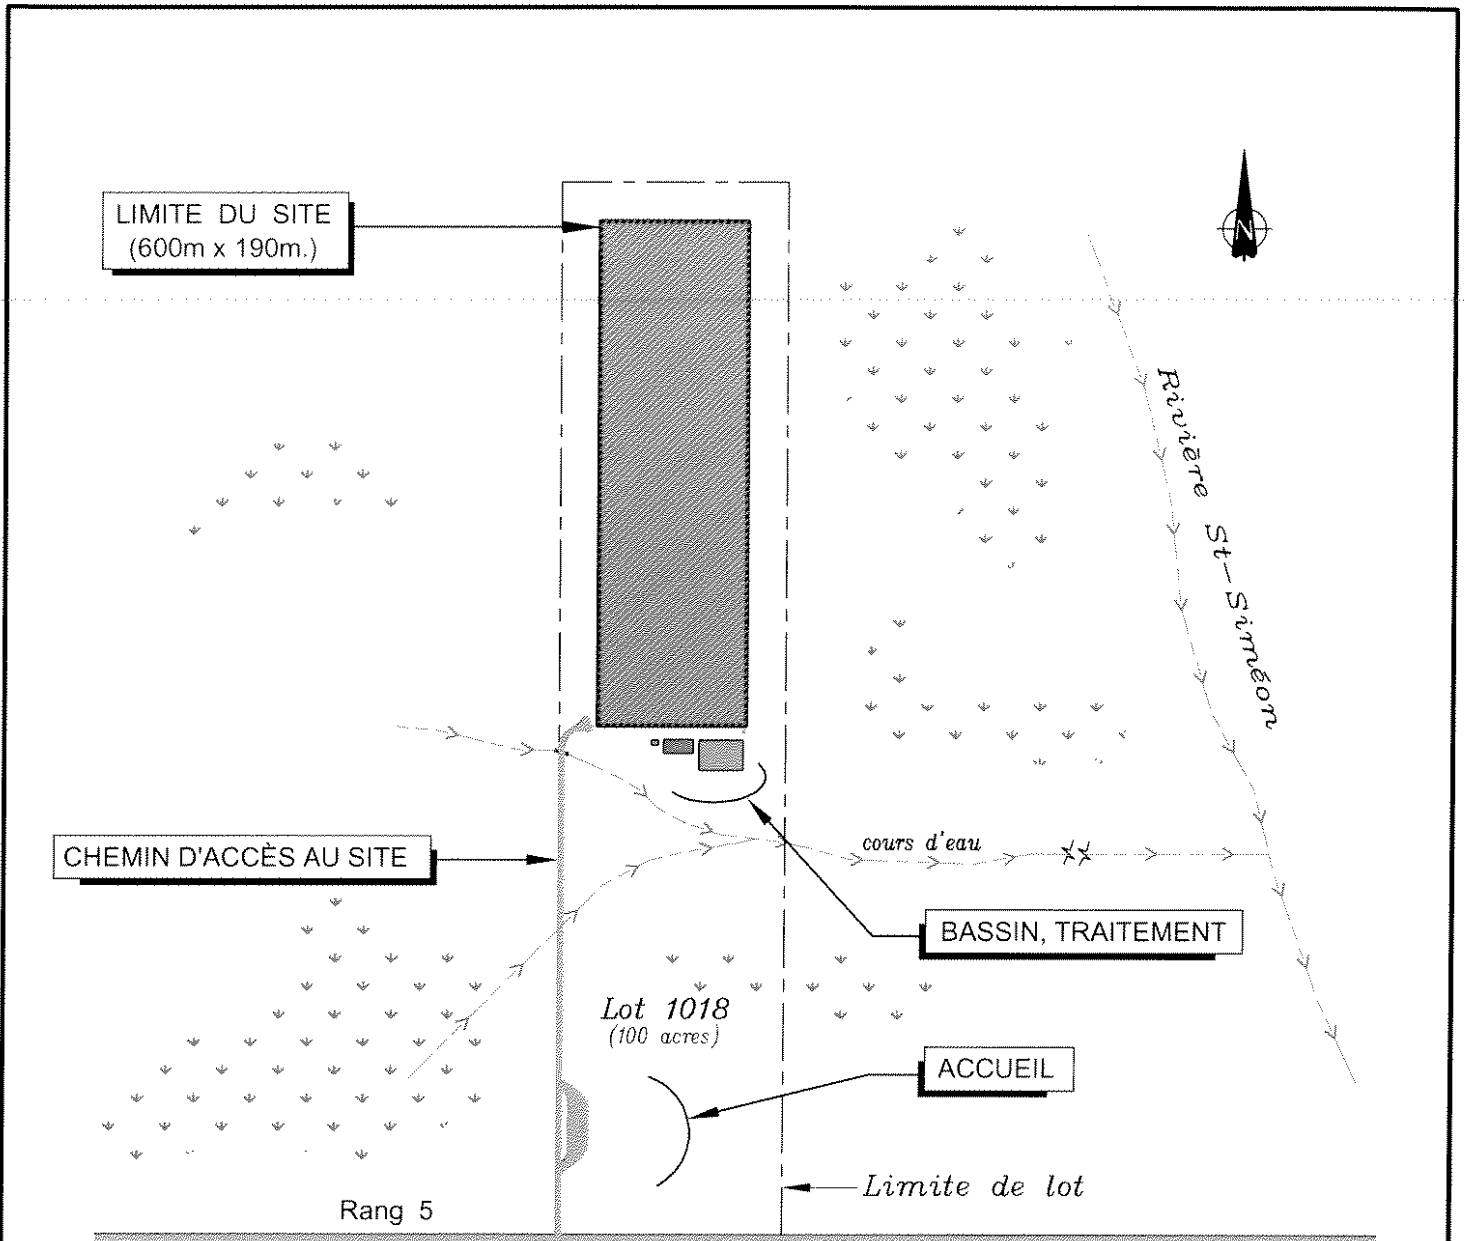 LIMITE DU SITE
(600m x 190m.)
N
Rivière St-Siméon
CHEMIN D'ACCÈS AU SITE
cours d'eau
BASSIN, TRAITEMENT
Lot 1018
(100 acres)
ACCUEIL
Limite de lot
Rang 5